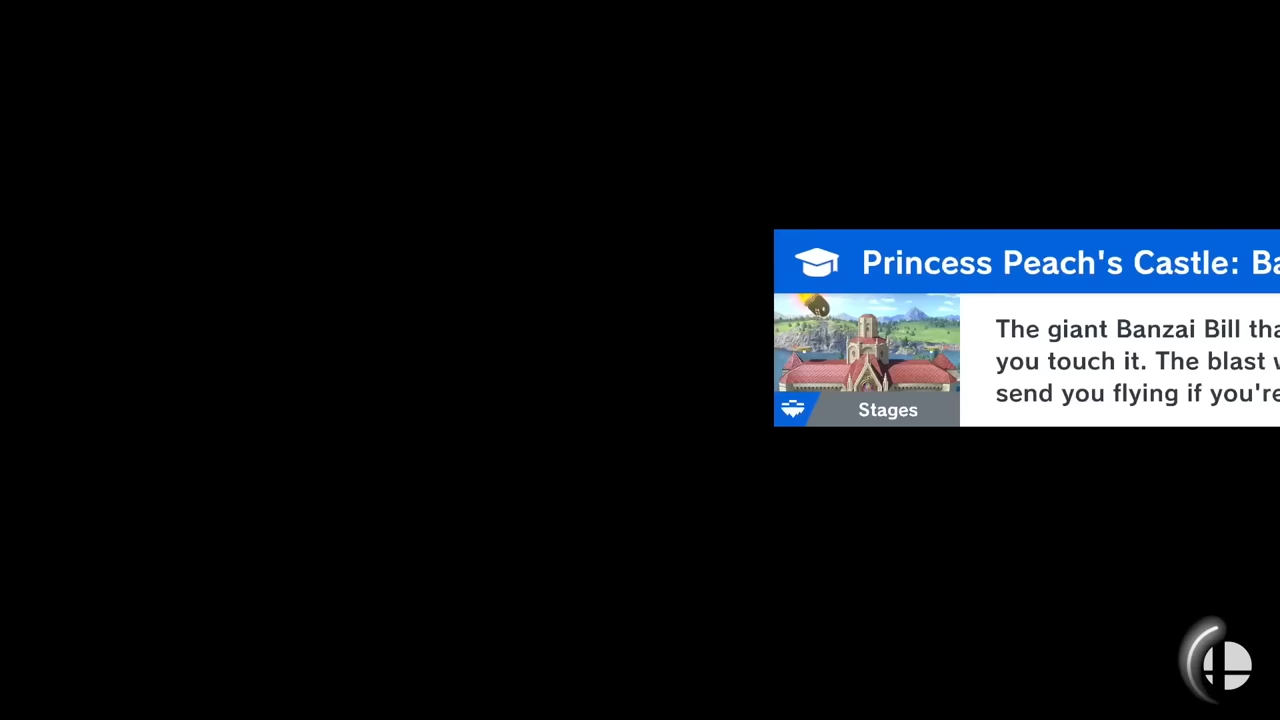 Princess Peach's Castle: Ba
The giant Banzai Bill tha
you touch it. The blast w
send you flying if you're
Stages